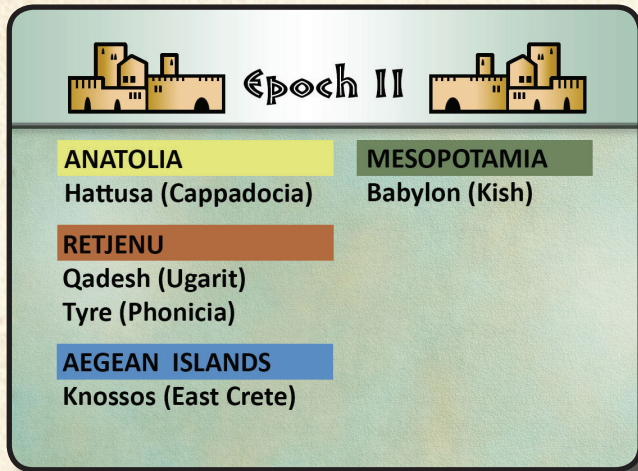 Epoch II
ANATOLIA
Hattusa (Cappadocia)
RETJENU
Qadesh (Ugarit)
Tyre (Phonicia)
AEGEAN ISLANDS
Knossos (East Crete)
MESOPOTAMIA
Babylon (Kish)